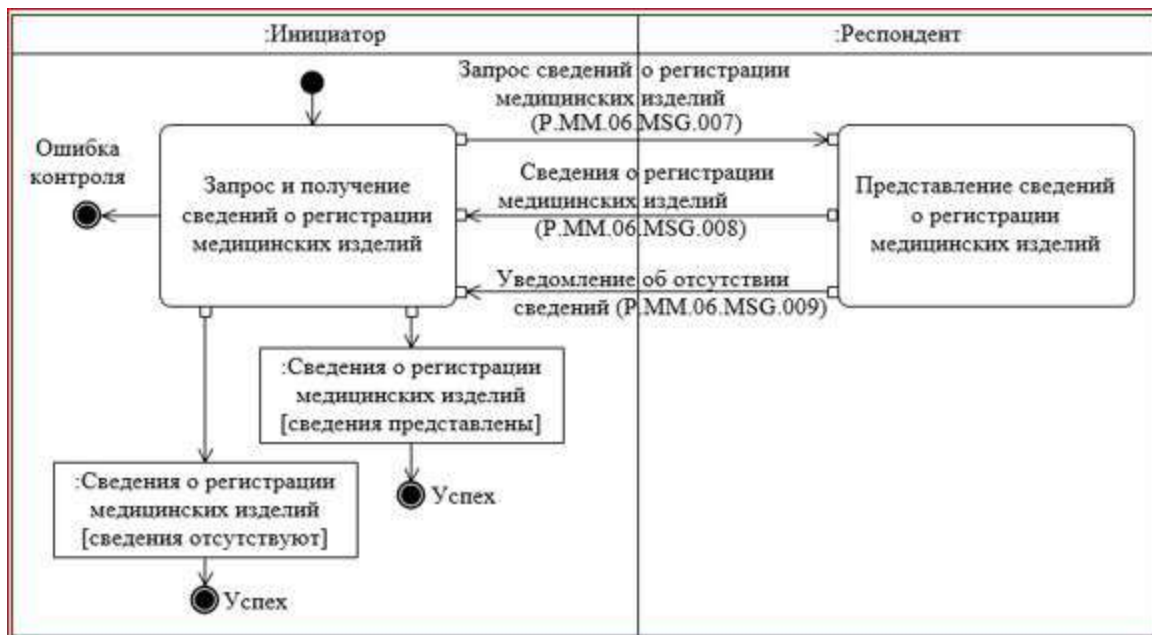 :Инициатор
:Респондент
Запрос сведений о регистрации
медицинских изделий
(P.MM.06.MSG.007)
Ошибка
контроля
Запрос и получение
сведений о регистрации
медицинских изделий
Сведения о регистрации
медицинских изделий
(P.MM.06.MSG.008)
Представление сведений
о регистрации
медицинских изделий
Уведомление об отсутствии
сведений (P.MM.06.MSG.009)
:Сведения о регистрации
медицинских изделий
[сведения представлены]
Успех
:Сведения о регистрации
медицинских изделий
[сведения отсутствуют]
Успех